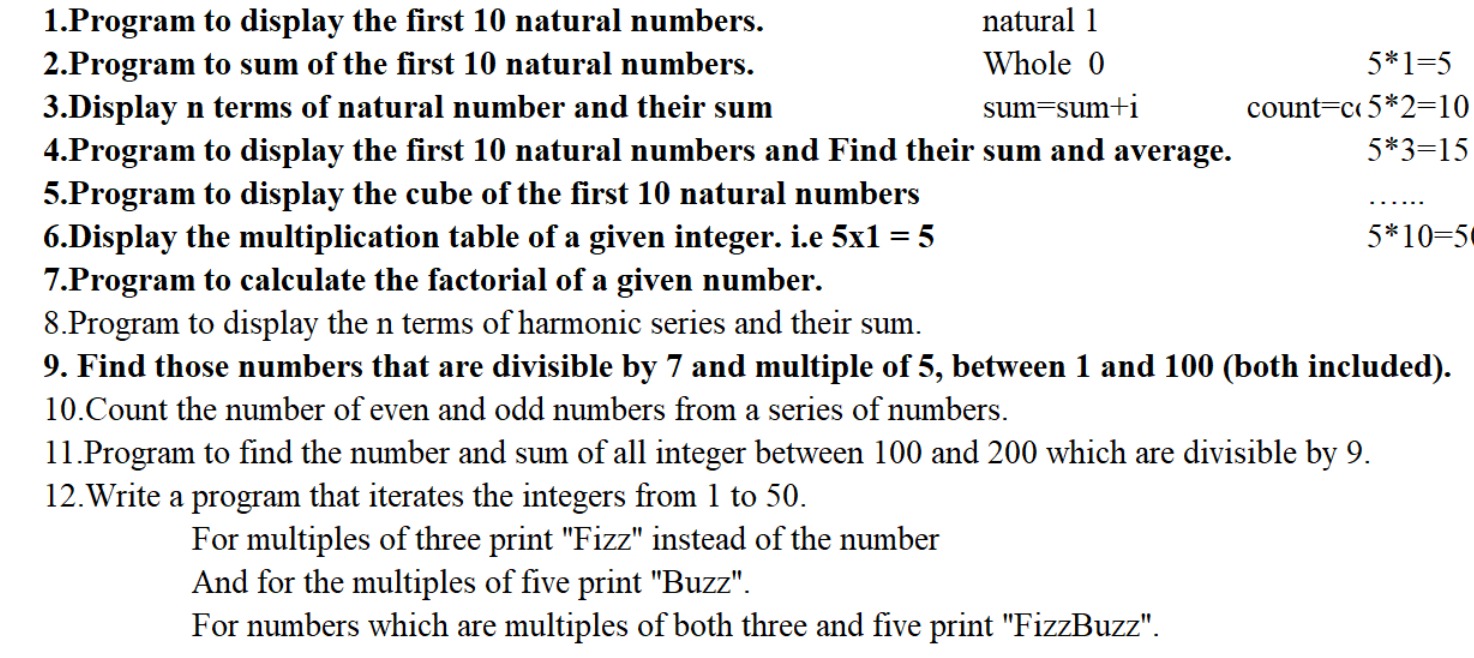 1.Program to display the first 10 natural numbers. natural 1
2.Program to sum of the first 10 natural numbers. Whole 0 5*1=5
3.Display n terms of natural number and their sum sum=sum+i 5*2=10
4.Program to display the first 10 natural numbers and Find their sum and average. 5*3=15
5.Program to display the cube of the first 10 natural numbers ......
6.Display the multiplication table of a given integer. i.e 5x1 = 5
7.Program to calculate the factorial of a given number.
8.Program to display the n terms of harmonic series and their sum.
9. Find those numbers that are divisible by 7 and multiple of 5, between 1 and 100 (both included).
10.Count the number of even and odd numbers from a series of numbers.
11.Program to find the number and sum of all integer between 100 and 200 which are divisible by 9.
12.Write a program that iterates the integers from 1 to 50.
For multiples of three print "Fizz" instead of the number
And for the multiples of five print "Buzz".
For numbers which are multiples of both three and five print "FizzBuzz".